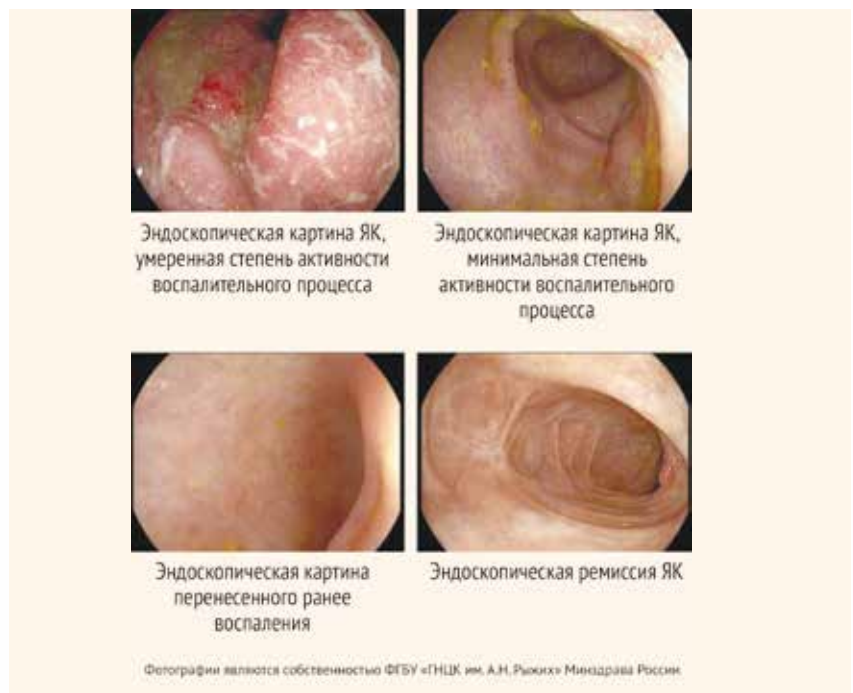 Эндоскопическая картина ЯК,
умеренная степень активности
воспалительного процесса
Эндоскопическая картина ЯК,
минимальная степень
активности воспалительного
процесса
Эндоскопическая картина
перенесенного ранее
воспаления
Эндоскопическая ремиссия ЯК
Фотографии являются собственностью ФГБУ «ГНЦК им. А.Н. Рыжих» Минздрава России